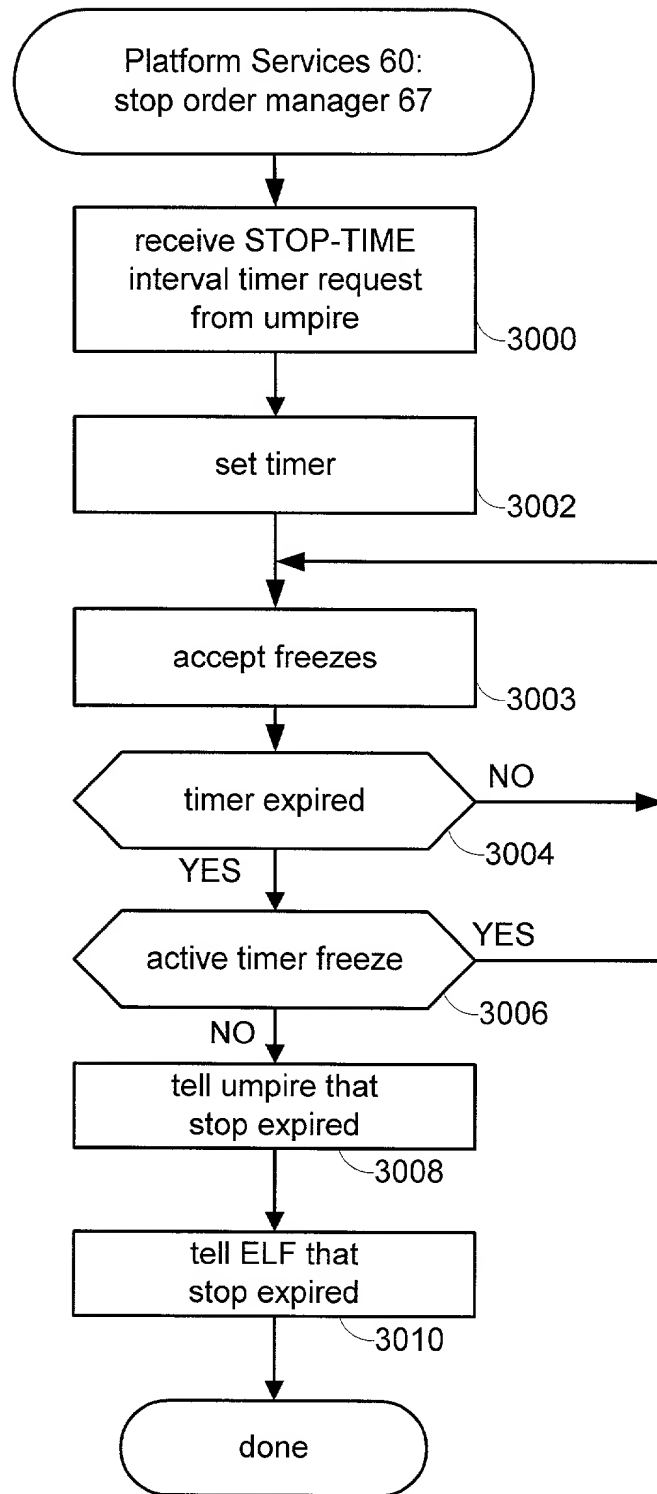 Platform Services 60:
stop order manager 67
receive STOP-TIME
interval timer request
from umpire
3000
set timer
3002
accept freezes
3003
timer expired
NO
3004
YES
active timer freeze
YES
3006
NO
tell umpire that
stop expired
3008
tell ELF that
stop expired
3010
done